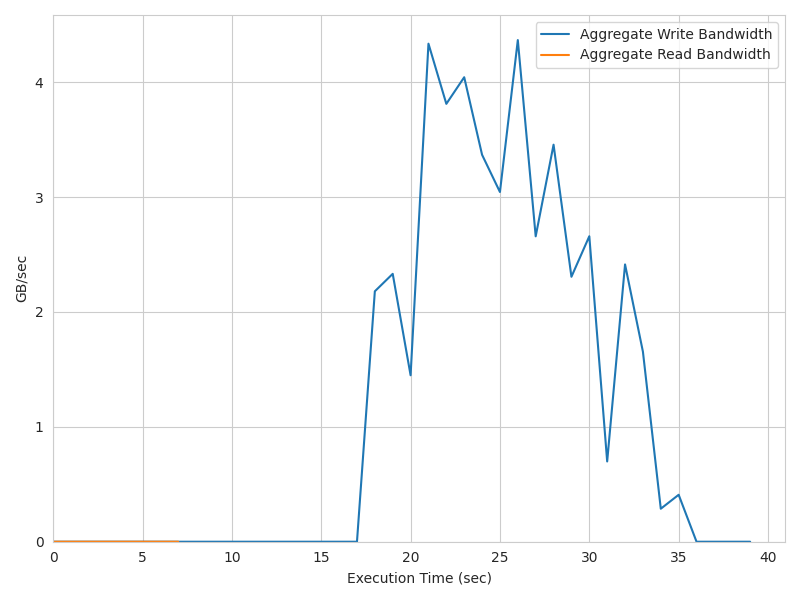 Aggregate Write Bandwidth
Aggregate Read Bandwidth
4
3
2
1
0
GB/sec
0 5 10 15 20 25 30 35 40
Execution Time (sec)